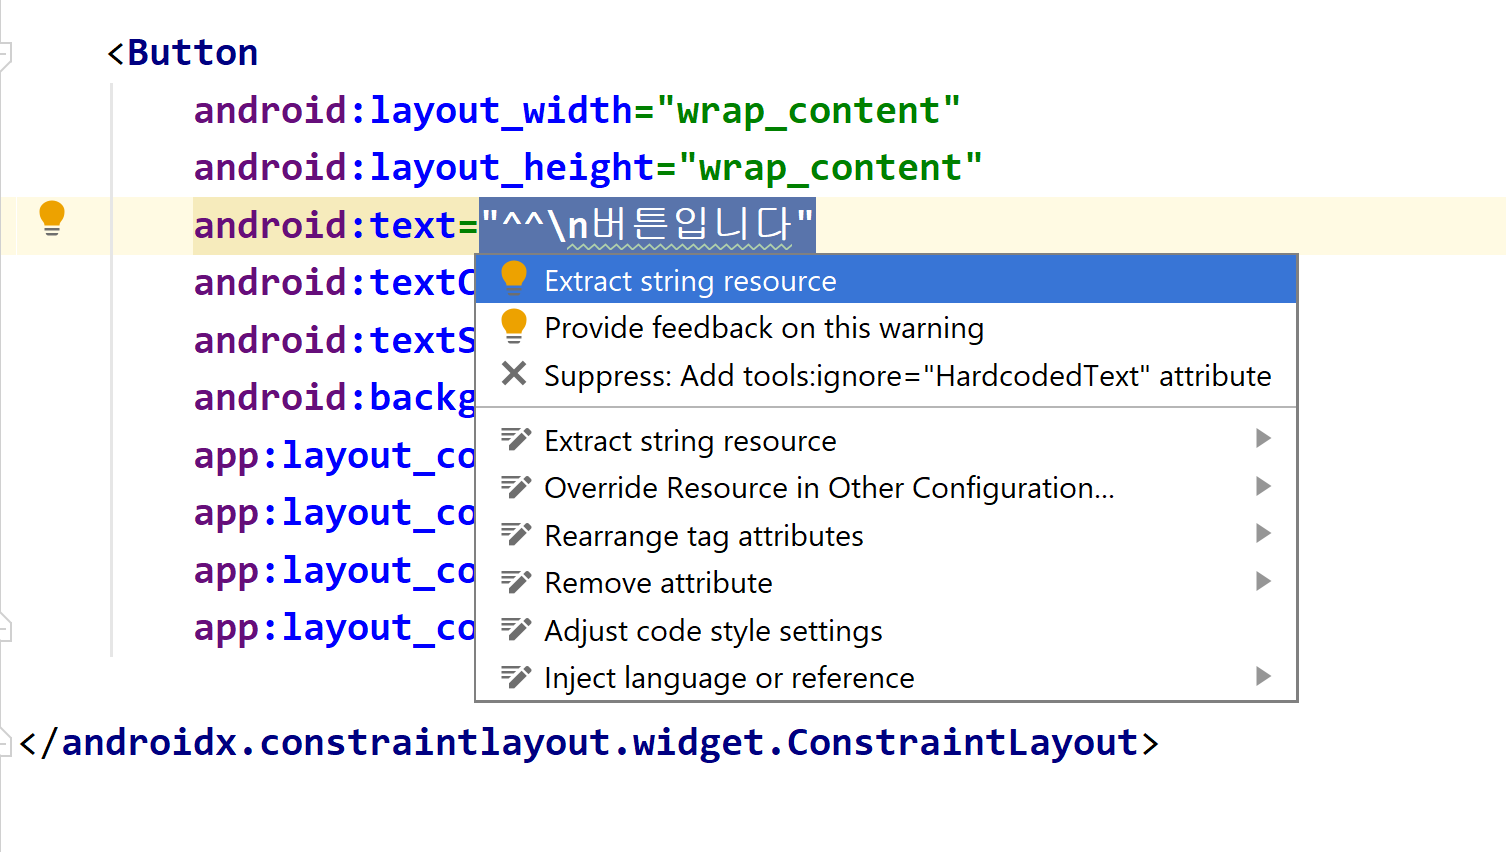 <Button
android:layout_width="wrap_content"
android:layout_height="wrap_content"
android:text="^^\n버튼입니다"
android:textC
android:textS
android:backg
app:layout_co
app:layout_co
app:layout_co
app:layout_co
Extract string resource
Provide feedback on this warning
Suppress: Add tools:ignore="HardcodedText" attribute
Extract string resource
Override Resource in Other Configuration...
Rearrange tag attributes
Remove attribute
Adjust code style settings
Inject language or reference
</androidx.constraintlayout.widget.ConstraintLayout>